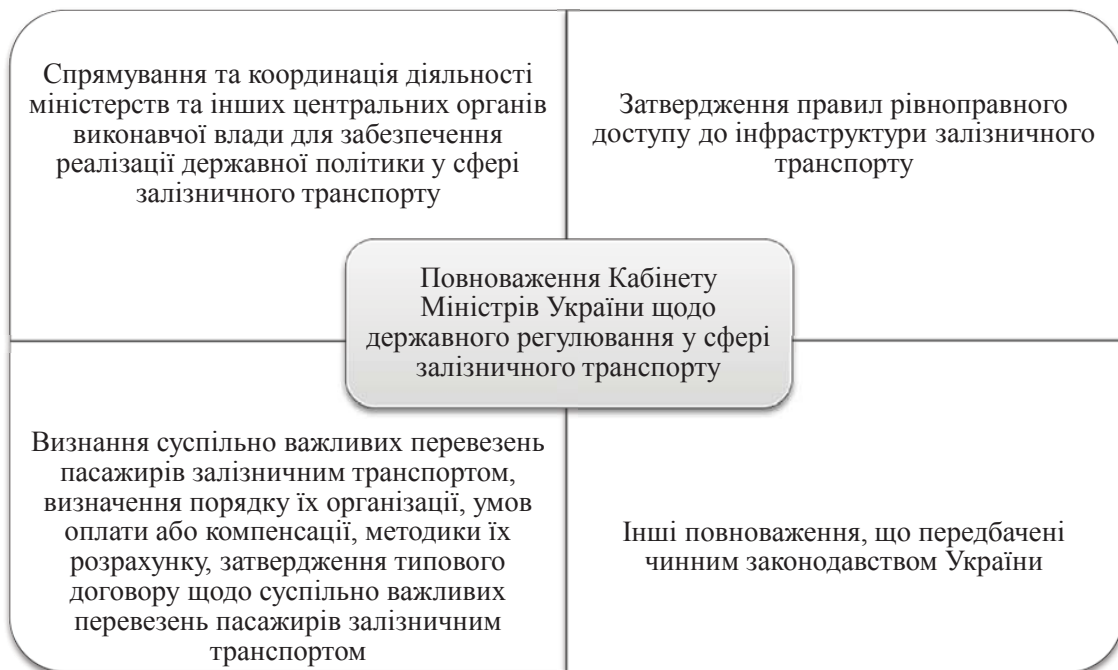 Спрямування та координація діяльності
міністерств та інших центральних органів
виконавчої влади для забезпечення
реалізації державної політики у сфері
залізничного транспорту
Затвердження правил рівноправного
доступу до інфраструктури залізничного
транспорту
Повноваження Кабінету
Міністрів України щодо
державного регулювання у сфері
залізничного транспорту
Визнання суспільно важливих перевезень
пасажирів залізничним транспортом,
визначення порядку їх організації, умов
оплати або компенсації, методики їх
розрахунку, затвердження типового
договору щодо суспільно важливих
перевезень пасажирів залізничним
транспортом
Інші повноваження, що передбачені
чинним законодавством України